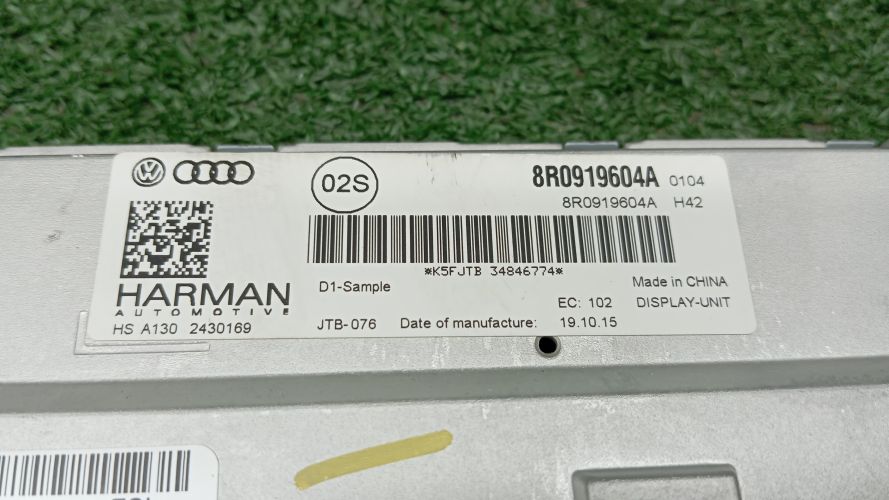 02S
8R0919604A 0104
8R0919604A H42
*K5FJTB 34846774*
HARMAN
AUTOMOTIVE
HS A130 2430169
D1-Sample
Made in CHINA
EC: 102 DISPLAY-UNIT
JTB-076 Date of manufacture: 19.10.15